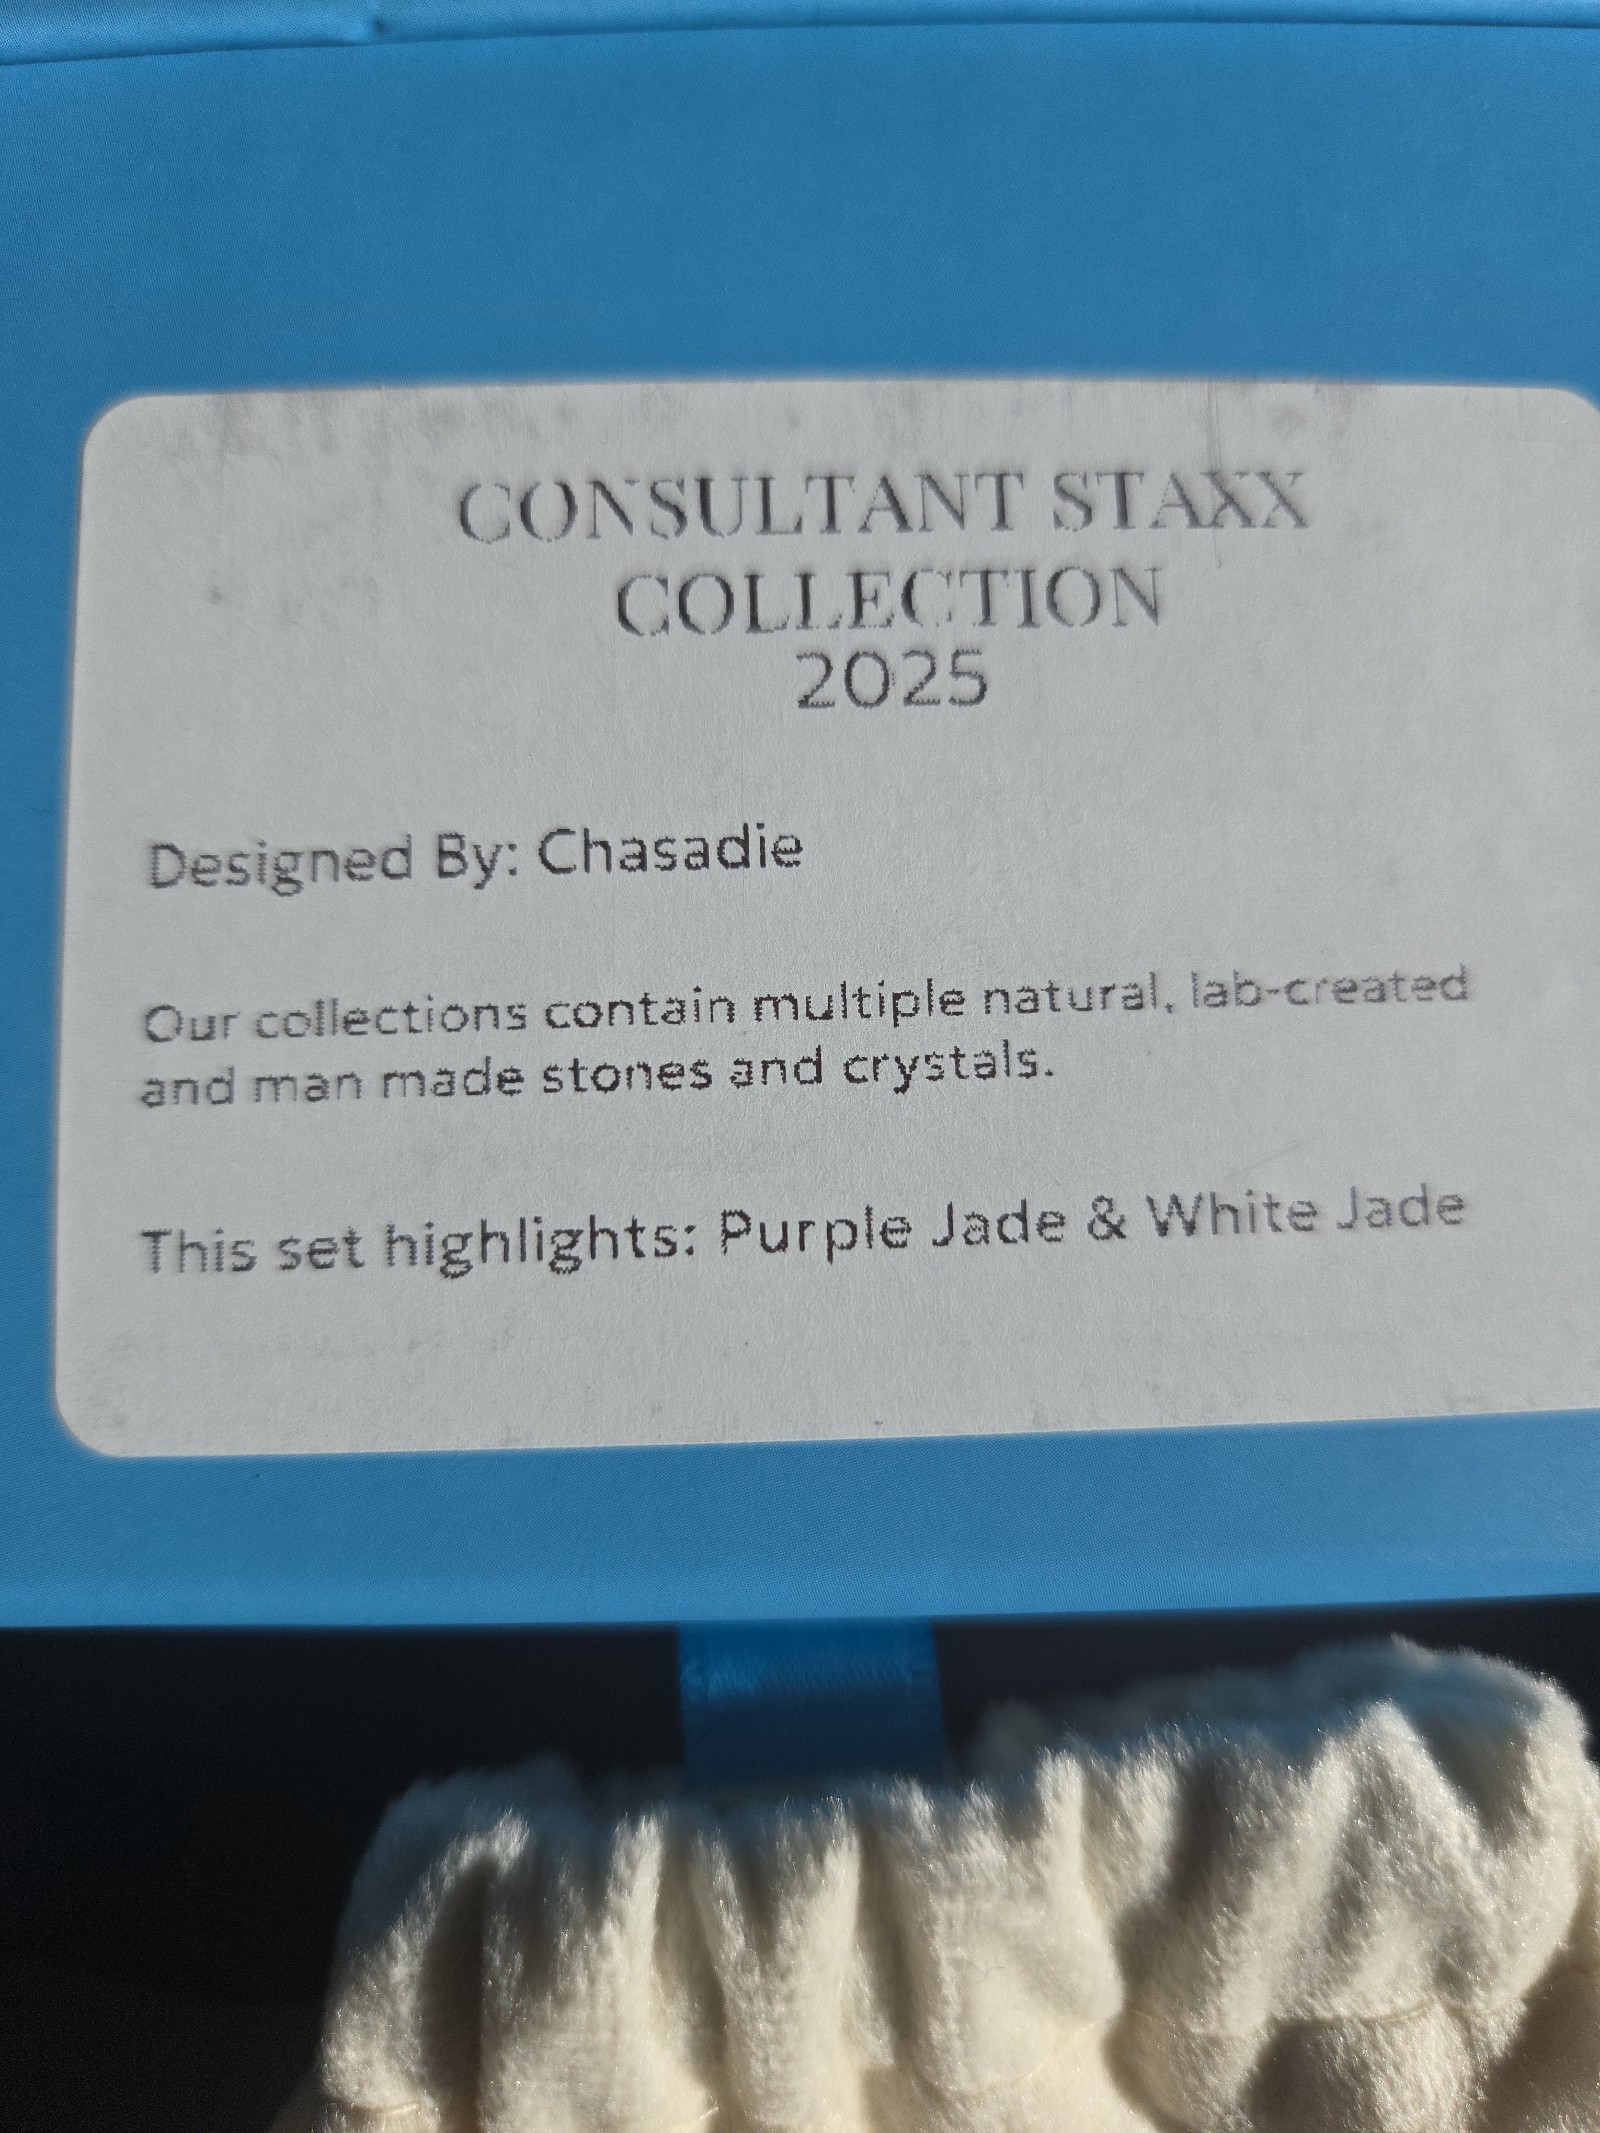 CONSULTANT STAXX
COLLECTION
2025
Designed By: Chasadie
Our collections contain multiple natural, lab-created
and man made stones and crystals.
This set highlights: Purple Jade & White Jade